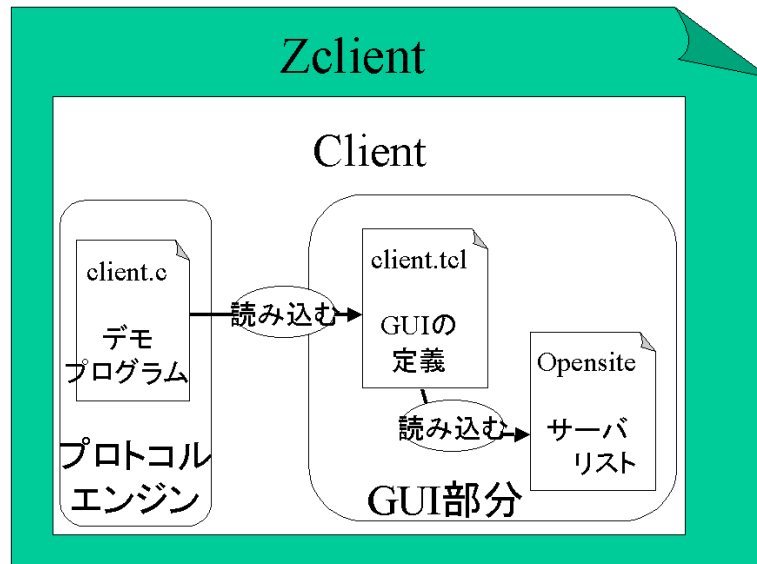 Zclient
Client
client.c
デモ
プログラム
プロトコル
エンジン
読み込む
client.tcl
GUIの
定義
読み込む
Opensite
サーバ
リスト
GUI部分